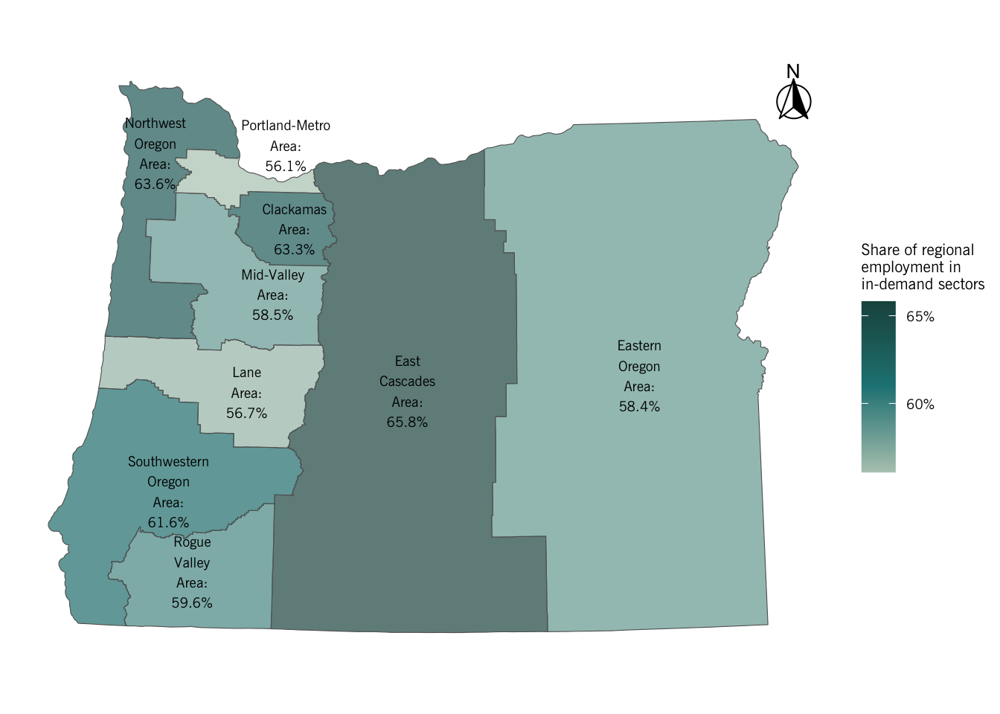 N
Northwest
Oregon
Area:
63.6%
Portland-Metro
Area:
56.1%
Clackamas
Area:
63.3%
Mid-Valley
Area:
58.5%
Lane
Area:
56.7%
East
Cascades
Area:
65.8%
Eastern
Oregon
Area:
58.4%
Southwestern
Oregon
Area:
61.6%
Rogue
Valley
Area:
59.6%
Share of regional
employment in
in-demand sectors
65%
60%